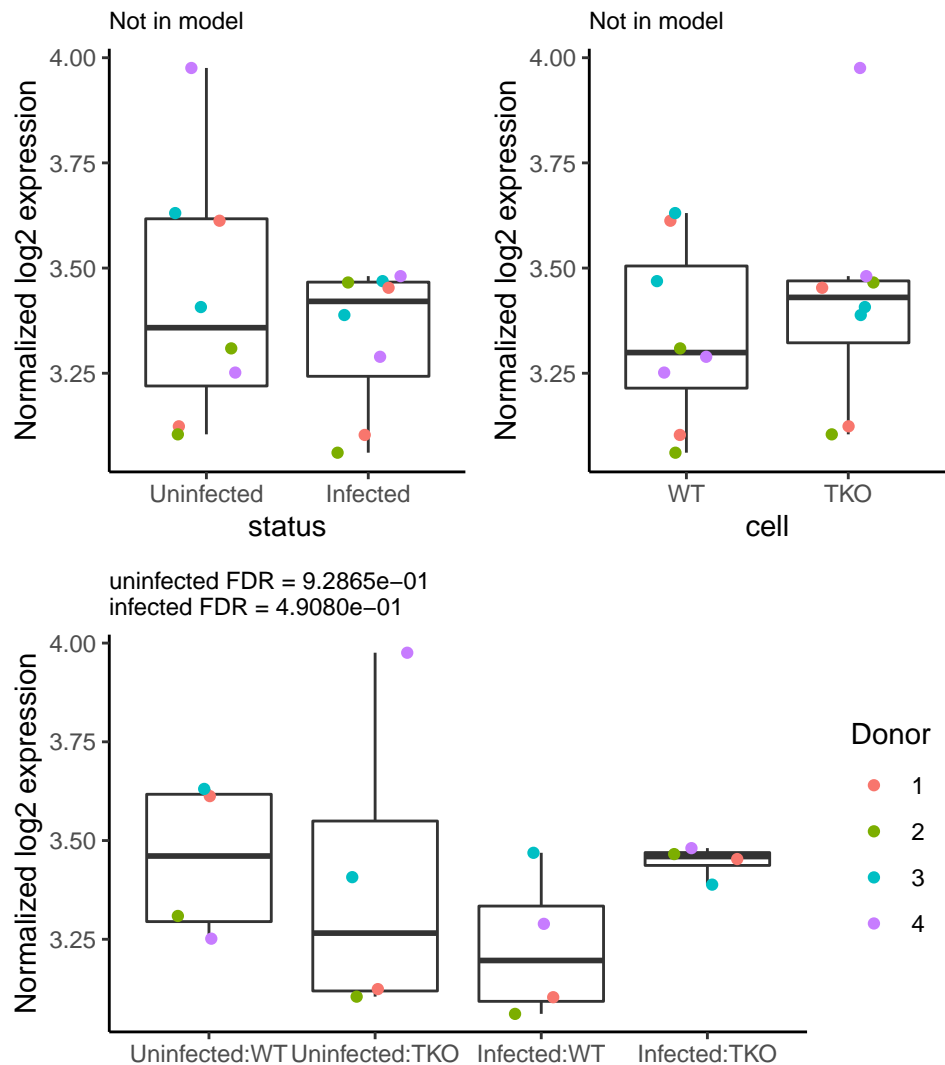 Not in model
Normalized log2 expression
4.00
3.75
3.50
3.25
Uninfected
Infected
status
Not in model
Normalized log2 expression
4.00
3.75
3.50
3.25
WT
TKO
cell
uninfected FDR = 9.2865e−01
infected FDR = 4.9080e−01
Normalized log2 expression
4.00
3.75
3.50
3.25
Uninfected:WT
Uninfected:TKO
Infected:WT
Infected:TKO
Donor
1
2
3
4